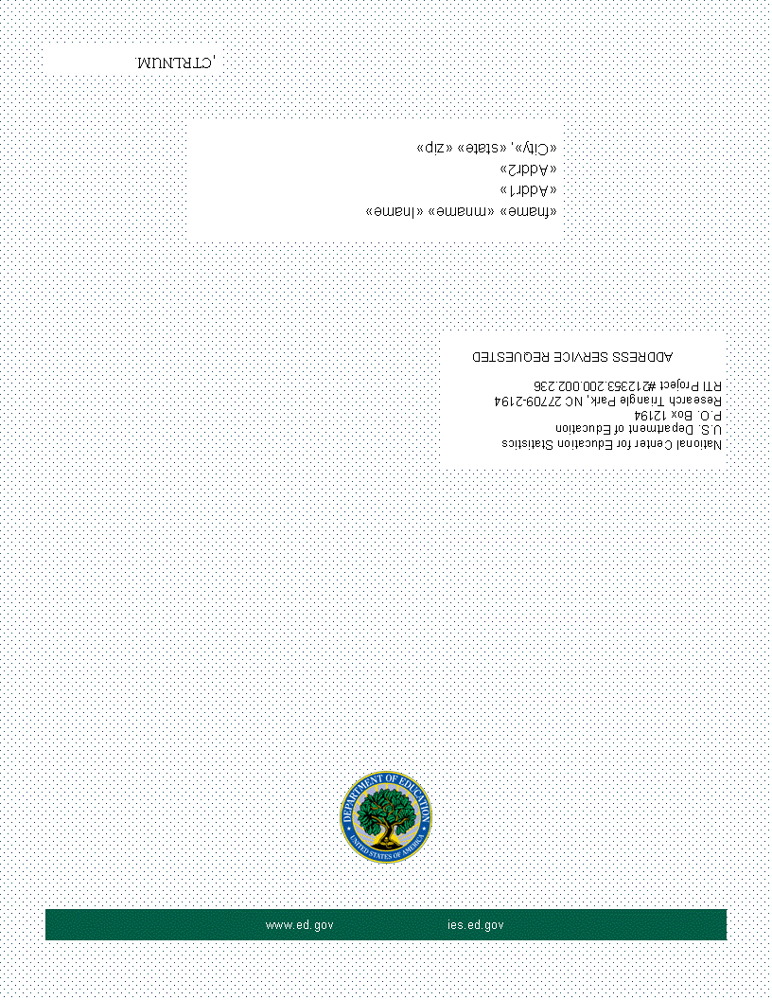 National Center for Education Statistics
U.S. Department of Education
P.O. Box 12194
Research Triangle Park, NC 27709-2194
RTI Project #212353.200.002.236
ADDRESS SERVICE REQUESTED
«fname» «mname» «lname»
«Addr1»
«Addr2»
«City», «state» «zip»
,CTRLNUM
DEPARTMENT OF EDUCATION
UNITED STATES OF AMERICA
www.ed.gov ies.ed.gov